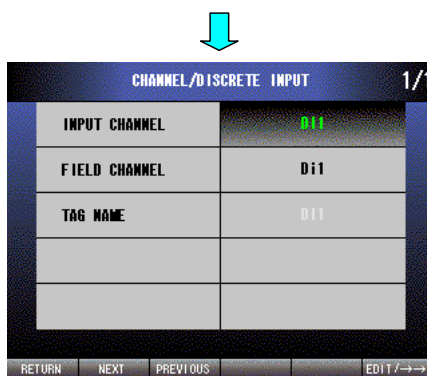 CHANNEL/DISCRETE INPUT 1/1
INPUT CHANNEL DI1
FIELD CHANNEL Di1
TAG NAME DI1
RETURN NEXT PREVIOUS EDIT/→→